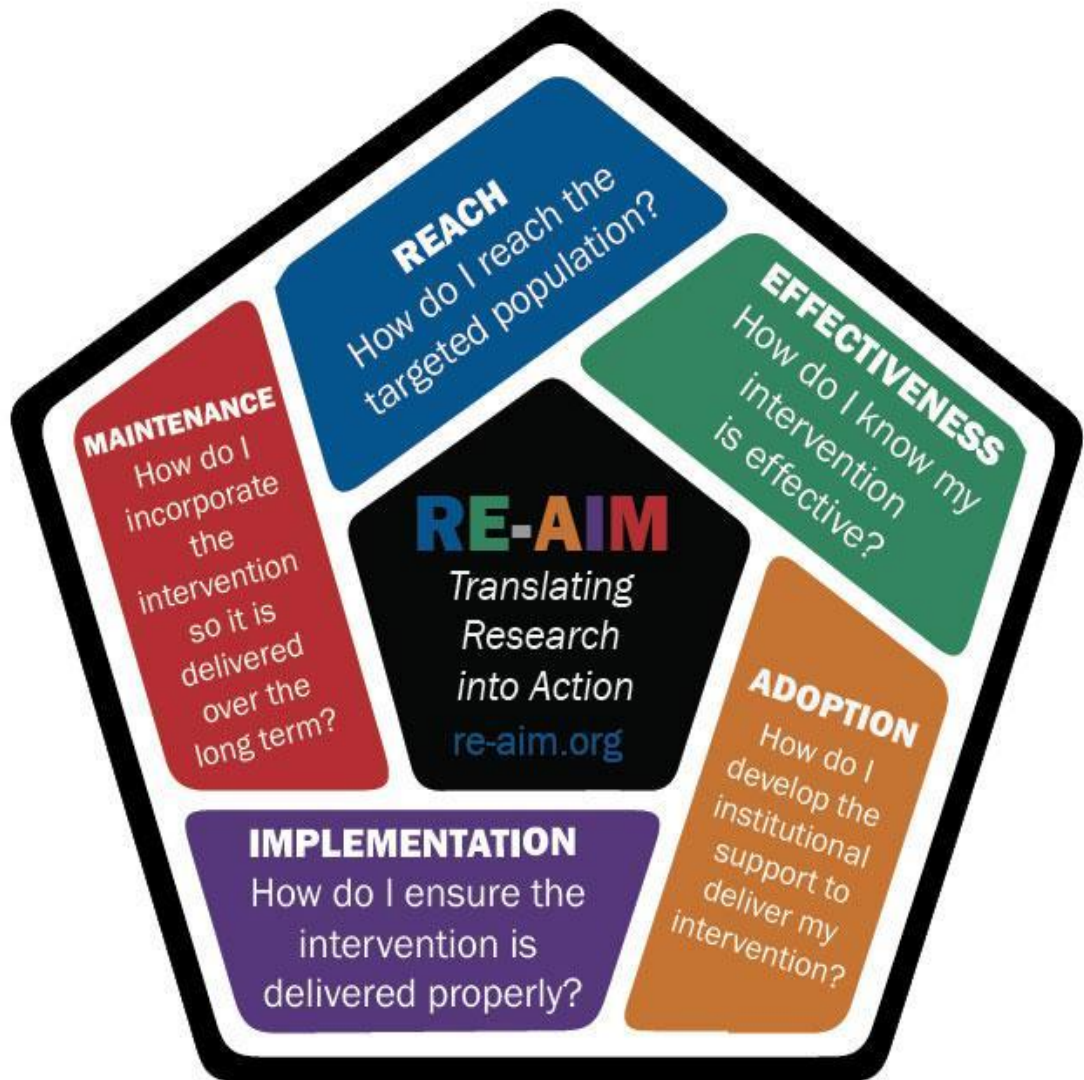 REACH
How do I reach the
targeted population?
EFFECTIVENESS
How do I know my
intervention
is effective?
ADOPTION
How do I
develop the
institutional
support to
deliver my
intervention?
IMPLEMENTATION
How do I ensure the
intervention is
delivered properly?
MAINTENANCE
How do I
incorporate
the
intervention
so it is
delivered
over the
long term?
RE-AIM
Translating
Research
into Action
re-aim.org